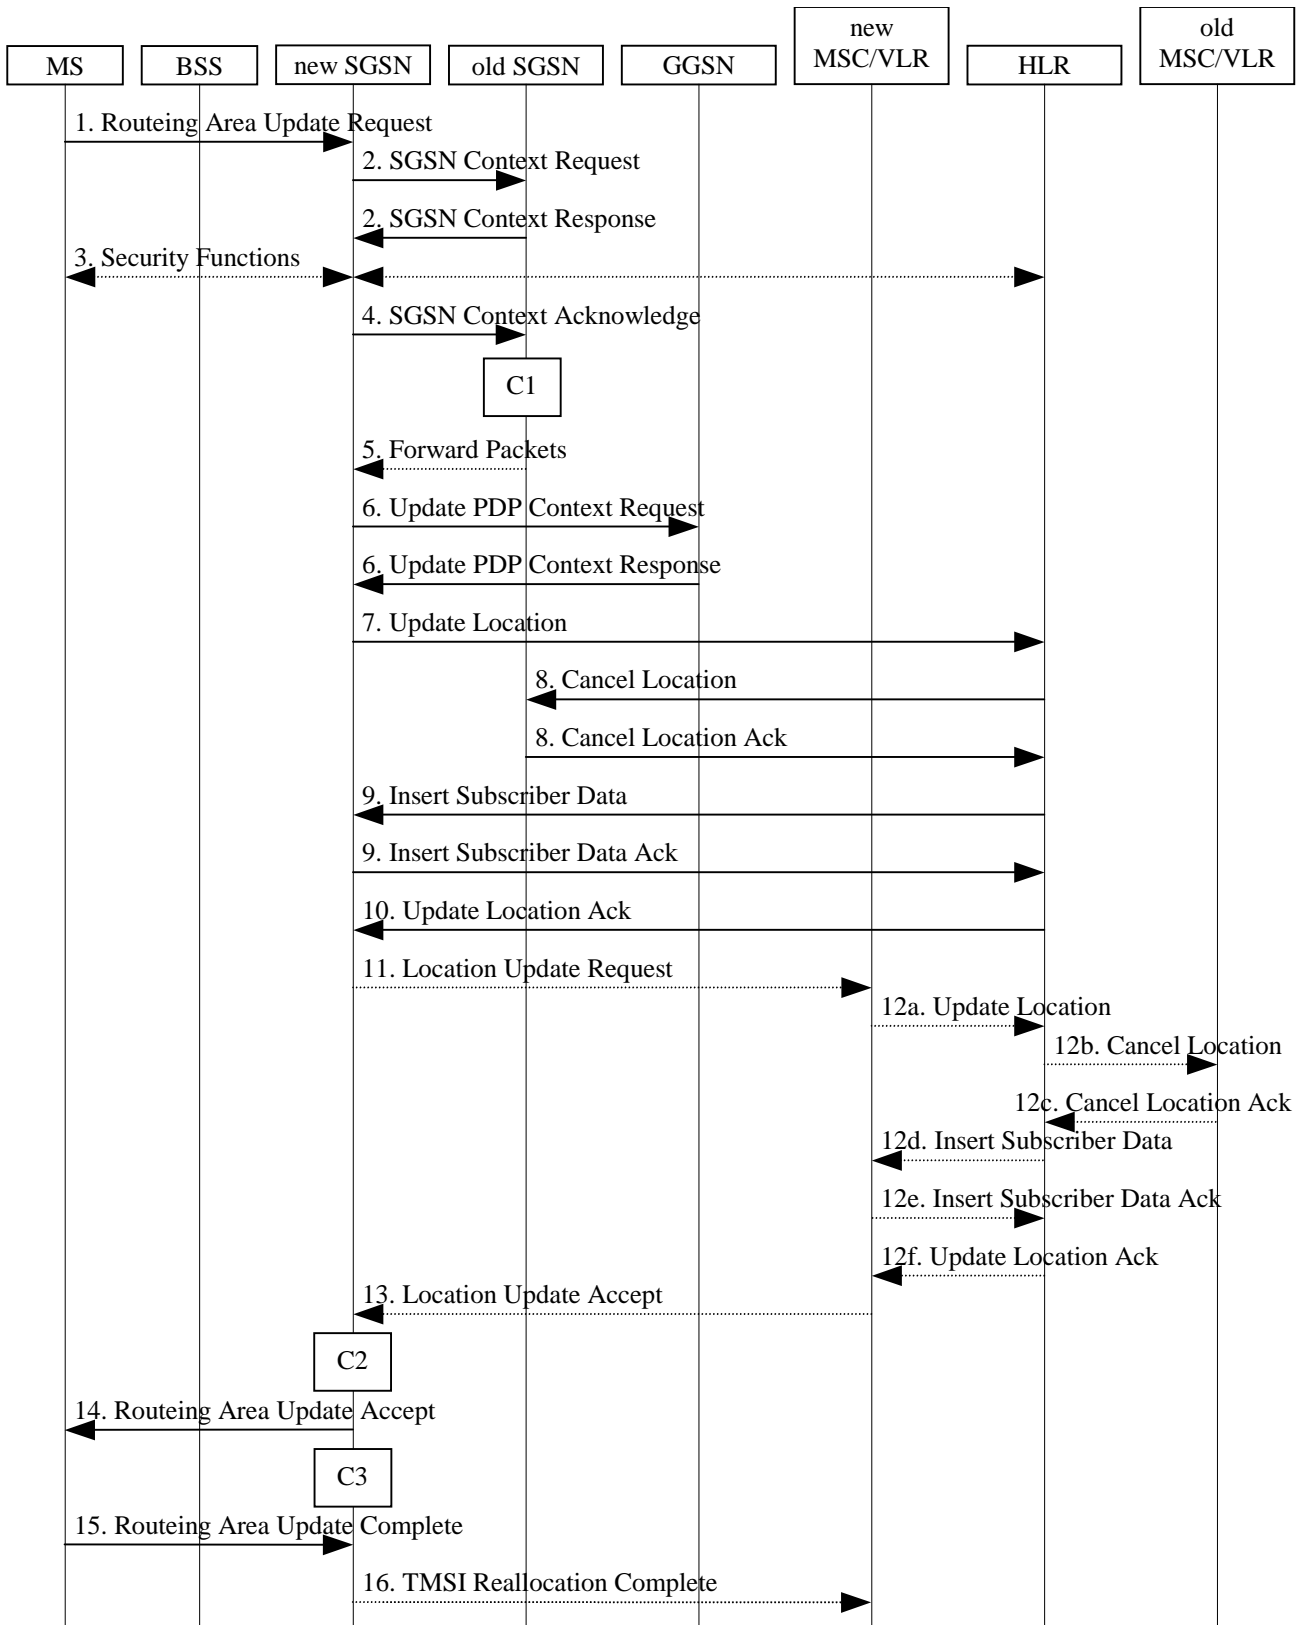 new
MSC/VLR
old
MSC/VLR
MS
BSS
new SGSN
old SGSN
GGSN
HLR
1. Routeing Area Update Request
2. SGSN Context Request
2. SGSN Context Response
3. Security Functions
4. SGSN Context Acknowledge
C1
5. Forward Packets
6. Update PDP Context Request
6. Update PDP Context Response
7. Update Location
8. Cancel Location
8. Cancel Location Ack
9. Insert Subscriber Data
9. Insert Subscriber Data Ack
10. Update Location Ack
11. Location Update Request
12a. Update Location
12b. Cancel Location
12c. Cancel Location Ack
12d. Insert Subscriber Data
12e. Insert Subscriber Data Ack
12f. Update Location Ack
13. Location Update Accept
C2
14. Routeing Area Update Accept
C3
15. Routeing Area Update Complete
16. TMSI Reallocation Complete